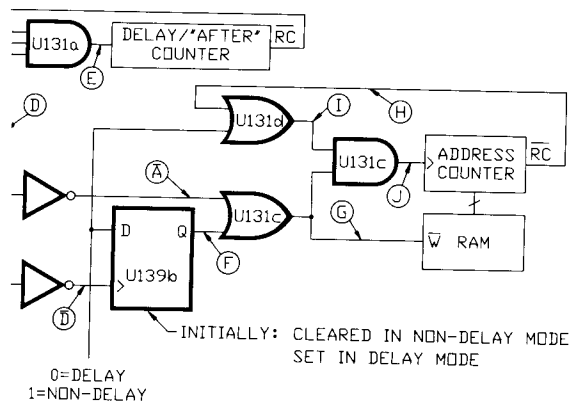 U131a
DELAY/"AFTER" COUNTER
RC
E
D
H
I
U131d
U131c
J
ADDRESS COUNTER
RC
A
U131c
G
W RAM
D Q
F
U139b
D
INITIALLY: CLEARED IN NON-DELAY MODE
SET IN DELAY MODE
0=DELAY
1=NON-DELAY